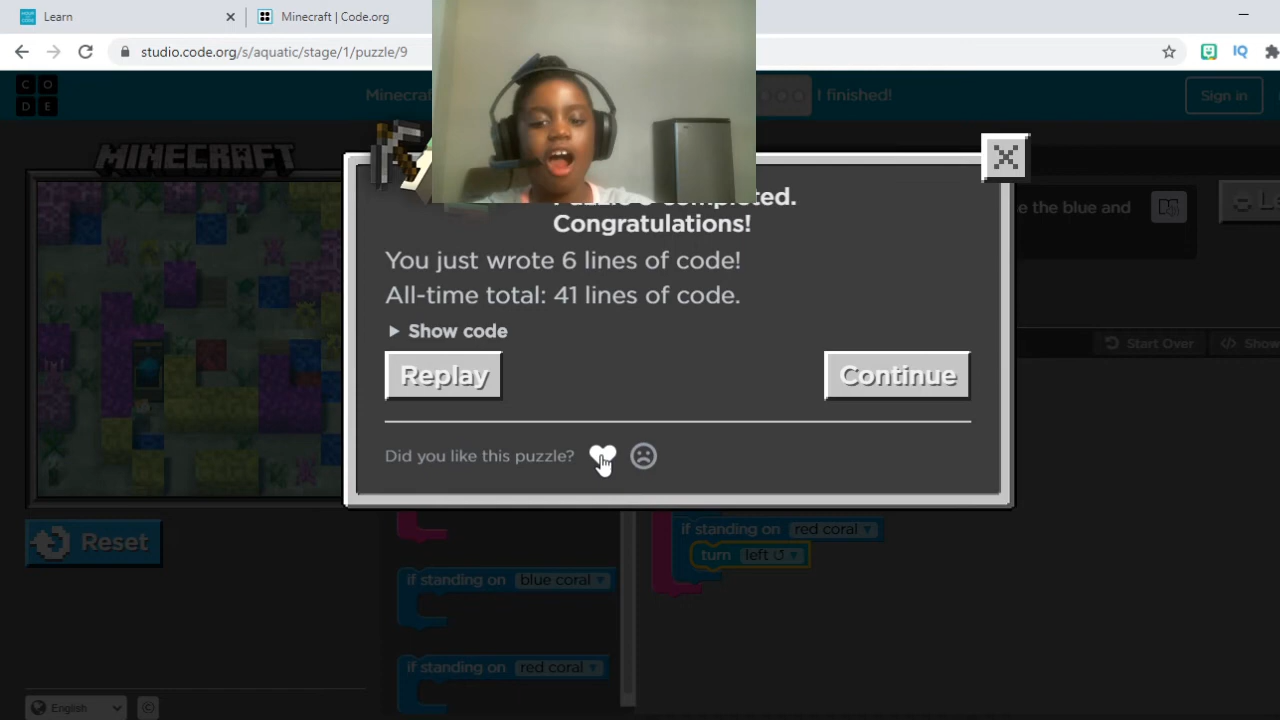 Learn
Minecraft | Code.org
studio.code.org/s/aquatic/stage/1/puzzle/9
IQ
C O
D E
I finished!
Sign in
MINECRAFT
e the blue and
completed.
Congratulations!
You just wrote 6 lines of code!
All-time total: 41 lines of code.
Show code
Start Over
Show
Replay
Continue
Did you like this puzzle?
Reset
if standing on red coral
turn left
if standing on blue coral
if standing on red coral
English
©